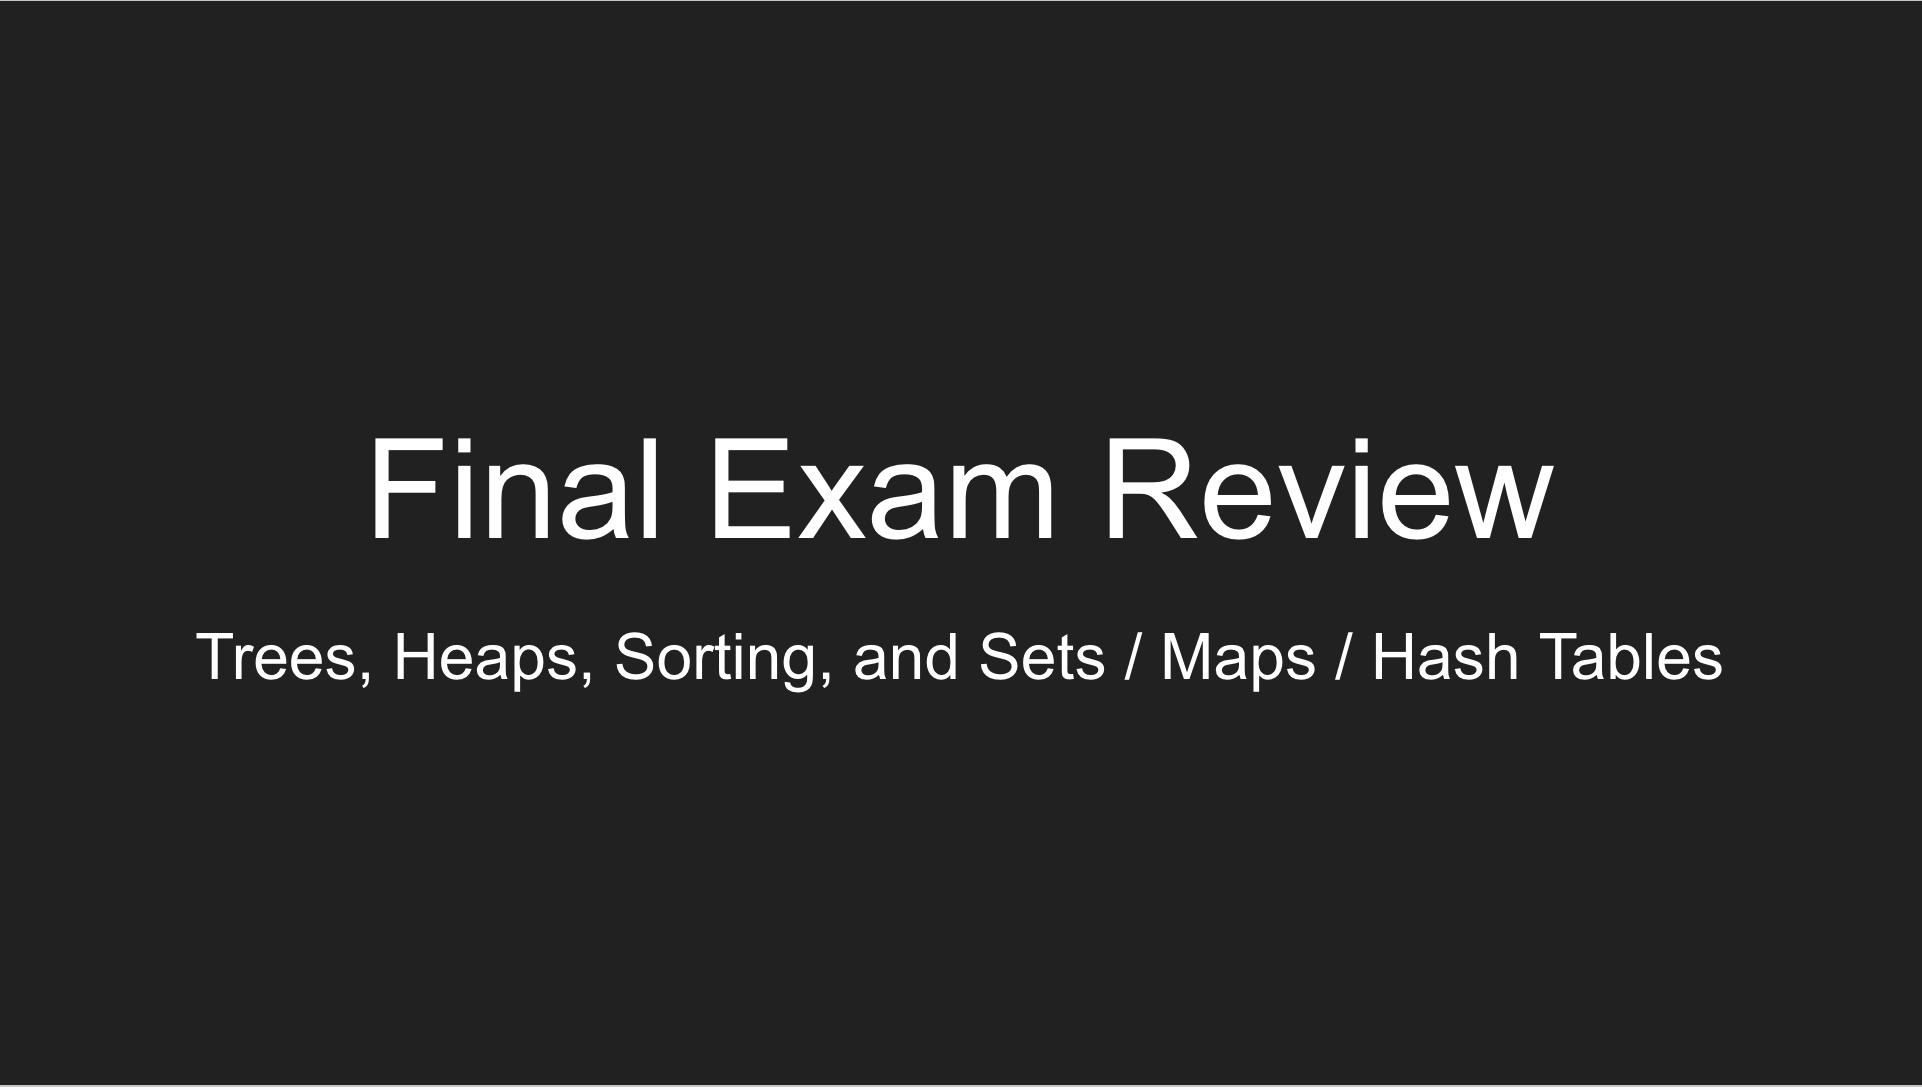 Final Exam Review
Trees, Heaps, Sorting, and Sets / Maps / Hash Tables